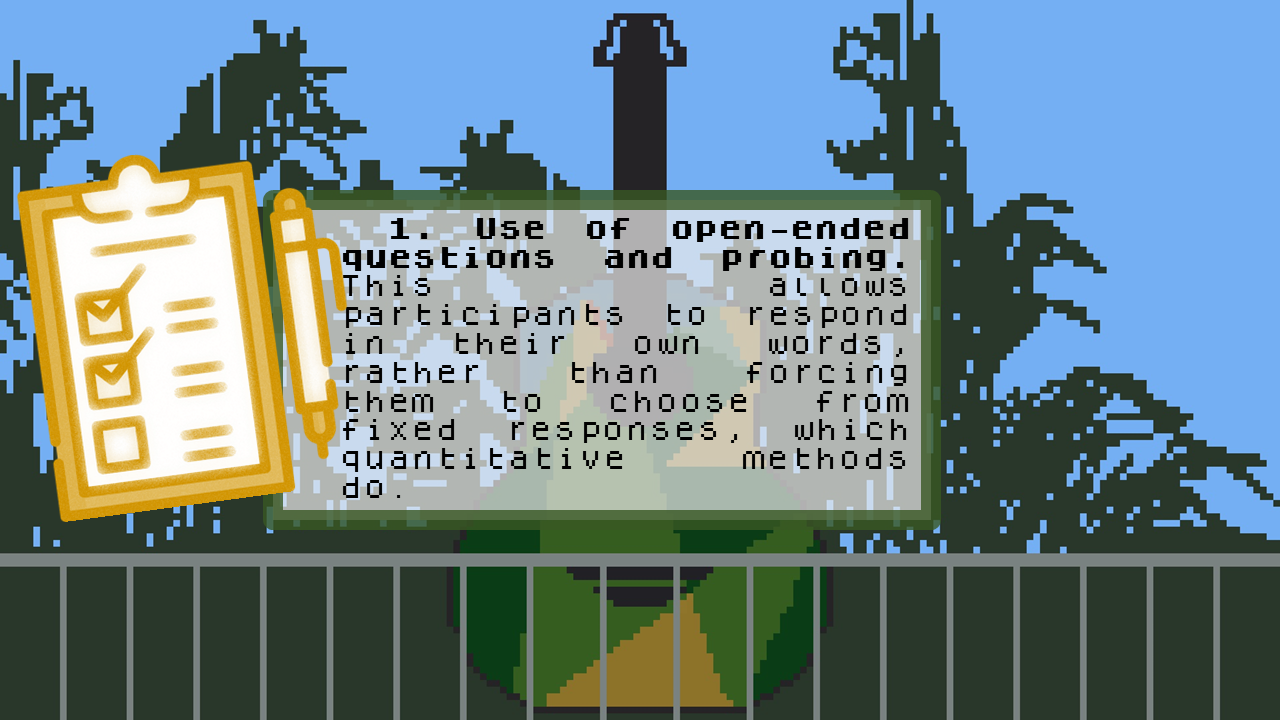 1. Use of open-ended
questions and probing.
This allows
participants to respond
in their own words,
rather than forcing
them to choose from
fixed responses, which
quantitative methods
do.